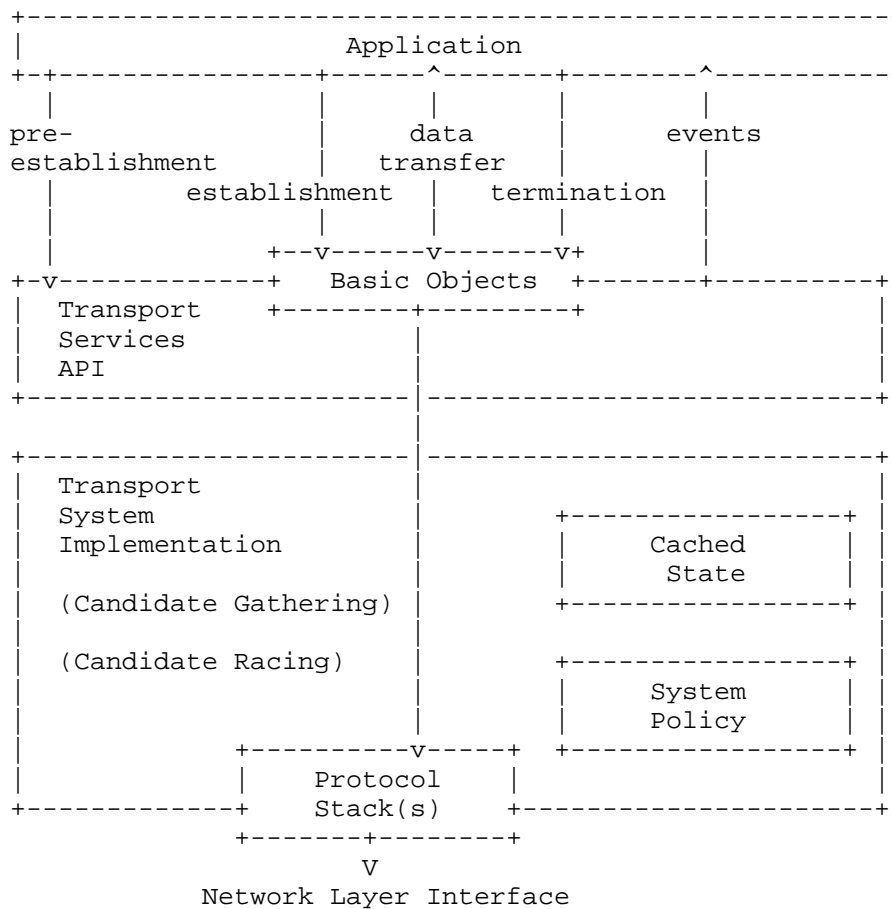 Application
pre- data events
establishment transfer
establishment termination
Basic Objects
Transport
Services
API
Transport
System
Implementation Cached
State
(Candidate Gathering)
(Candidate Racing)
System
Policy
Protocol
Stack(s)
V
Network Layer Interface